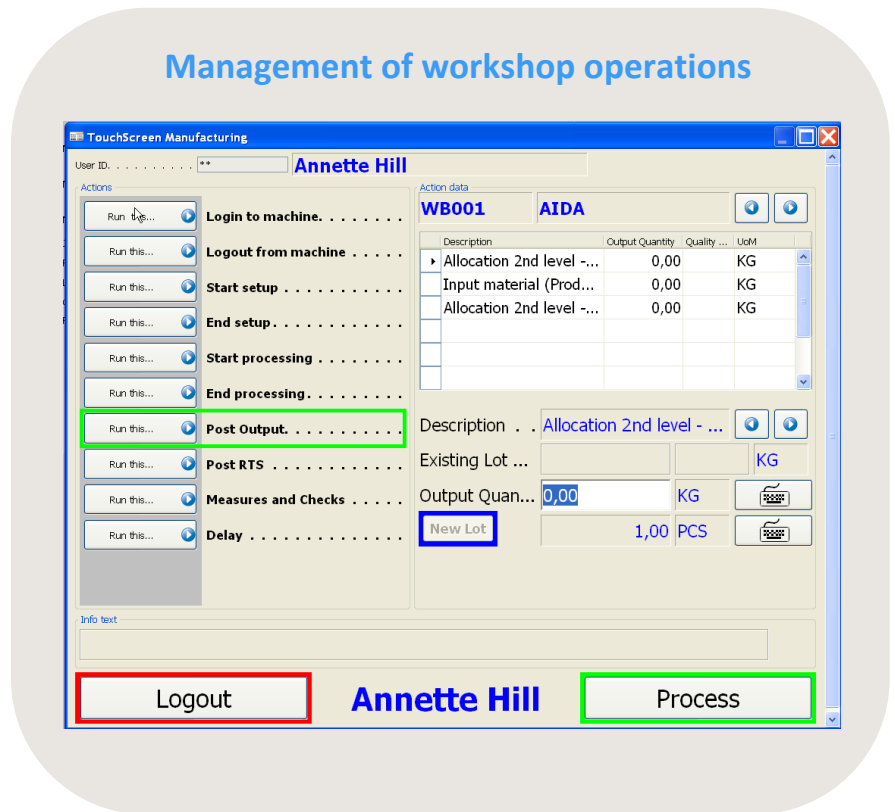 Management of workshop operations
TouchScreen Manufacturing
User ID. . . . . . . . . . . ** Annette Hill
Actions
Run this... Login to machine. . . . . . . .
Run this... Logout from machine . . . . .
Run this... Start setup . . . . . . . . . . . .
Run this... End setup. . . . . . . . . . . . .
Run this... Start processing . . . . . . . .
Run this... End processing. . . . . . . . .
Run this... Post Output. . . . . . . . . . .
Run this... Post RTS . . . . . . . . . . . . .
Run this... Measures and Checks . . . . .
Run this... Delay . . . . . . . . . . . . . .
Action data
WB001 AIDA
Description Output Quantity Quality ... UoM
Allocation 2nd level -... 0,00 KG
Input material (Prod... 0,00 KG
Allocation 2nd level -... 0,00 KG
Description . . Allocation 2nd level - ...
Existing Lot ... KG
Output Quan... 0,00 KG
New Lot 1,00 PCS
Info text
Logout Annette Hill Process